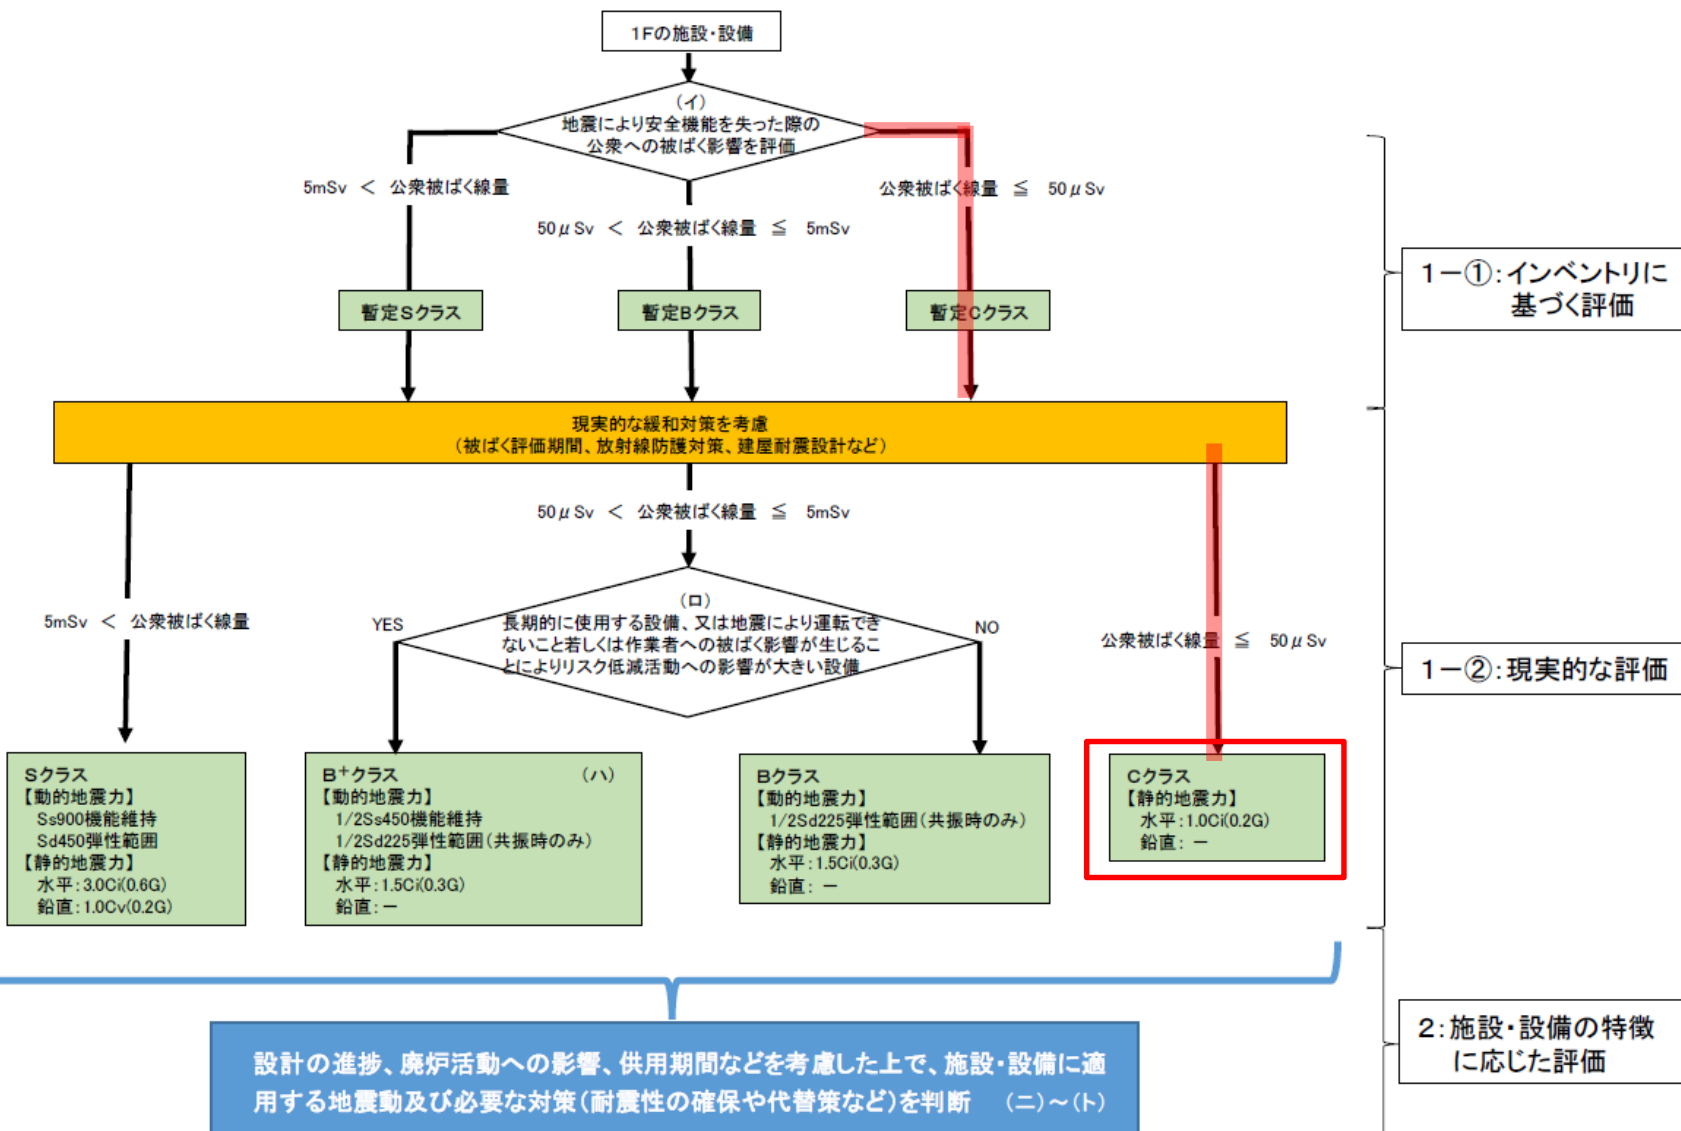 1Fの施設・設備
(イ)
地震により安全機能を失った際の
公衆への被ばく影響を評価
5mSv < 公衆被ばく線量
50μSv < 公衆被ばく線量 ≦ 5mSv
公衆被ばく線量 ≦ 50μSv
暫定Sクラス
暫定Bクラス
暫定Cクラス
1-①:インベントリに
基づく評価
現実的な緩和対策を考慮
(被ばく評価期間、放射線防護対策、建屋耐震設計など)
5mSv < 公衆被ばく線量
50μSv < 公衆被ばく線量 ≦ 5mSv
公衆被ばく線量 ≦ 50μSv
(ロ)
長期的に使用する設備、又は地震により運転でき
ないこと若しくは作業者への被ばく影響が生じるこ
とによりリスク低減活動への影響が大きい設備
YES
NO
1-②:現実的な評価
Sクラス
【動的地震力】
Ss900機能維持
Sd450弾性範囲
【静的地震力】
水平:3.0Ci(0.6G)
鉛直:1.0Cv(0.2G)
B⁺クラス (ハ)
【動的地震力】
1/2Ss450機能維持
1/2Sd225弾性範囲(共振時のみ)
【静的地震力】
水平:1.5Ci(0.3G)
鉛直:-
Bクラス
【動的地震力】
1/2Sd225弾性範囲(共振時のみ)
【静的地震力】
水平:1.5Ci(0.3G)
鉛直: -
Cクラス
【静的地震力】
水平:1.0Ci(0.2G)
鉛直: -
2:施設・設備の特徴
に応じた評価
設計の進捗、廃炉活動への影響、供用期間などを考慮した上で、施設・設備に適
用する地震動及び必要な対策(耐震性の確保や代替策など)を判断 (ニ)~(ト)